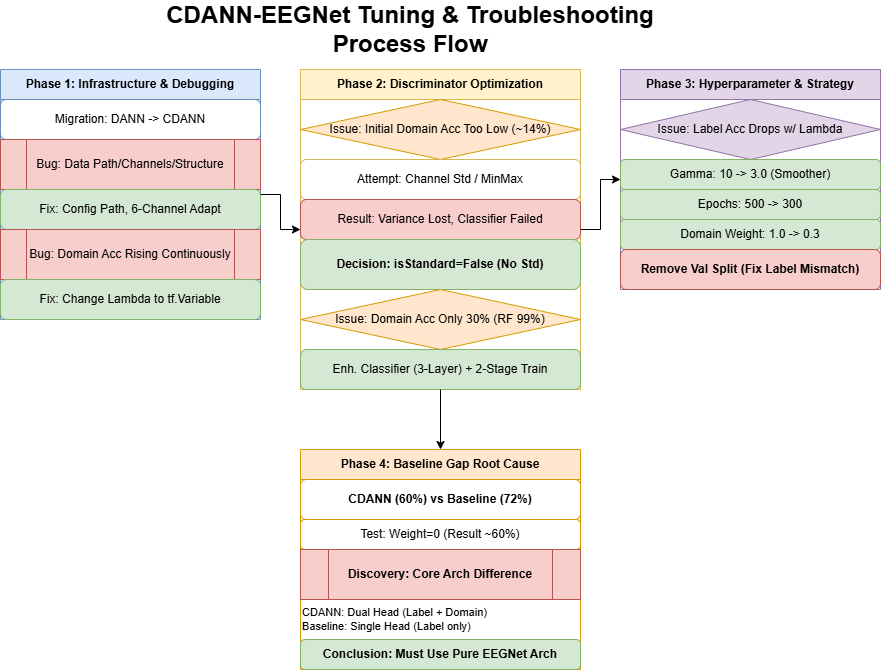 CDANN-EEGNet Tuning & Troubleshooting
Process Flow
Phase 1: Infrastructure & Debugging
Migration: DANN -> CDANN
Bug: Data Path/Channels/Structure
Fix: Config Path, 6-Channel Adapt
Bug: Domain Acc Rising Continuously
Fix: Change Lambda to tf.Variable
Phase 2: Discriminator Optimization
Issue: Initial Domain Acc Too Low (~14%)
Attempt: Channel Std / MinMax
Result: Variance Lost, Classifier Failed
Decision: isStandard=False (No Std)
Issue: Domain Acc Only 30% (RF 99%)
Enh. Classifier (3-Layer) + 2-Stage Train
Phase 3: Hyperparameter & Strategy
Issue: Label Acc Drops w/ Lambda
Gamma: 10 -> 3.0 (Smoother)
Epochs: 500 -> 300
Domain Weight: 1.0 -> 0.3
Remove Val Split (Fix Label Mismatch)
Phase 4: Baseline Gap Root Cause
CDANN (60%) vs Baseline (72%)
Test: Weight=0 (Result ~60%)
Discovery: Core Arch Difference
CDANN: Dual Head (Label + Domain)
Baseline: Single Head (Label only)
Conclusion: Must Use Pure EEGNet Arch